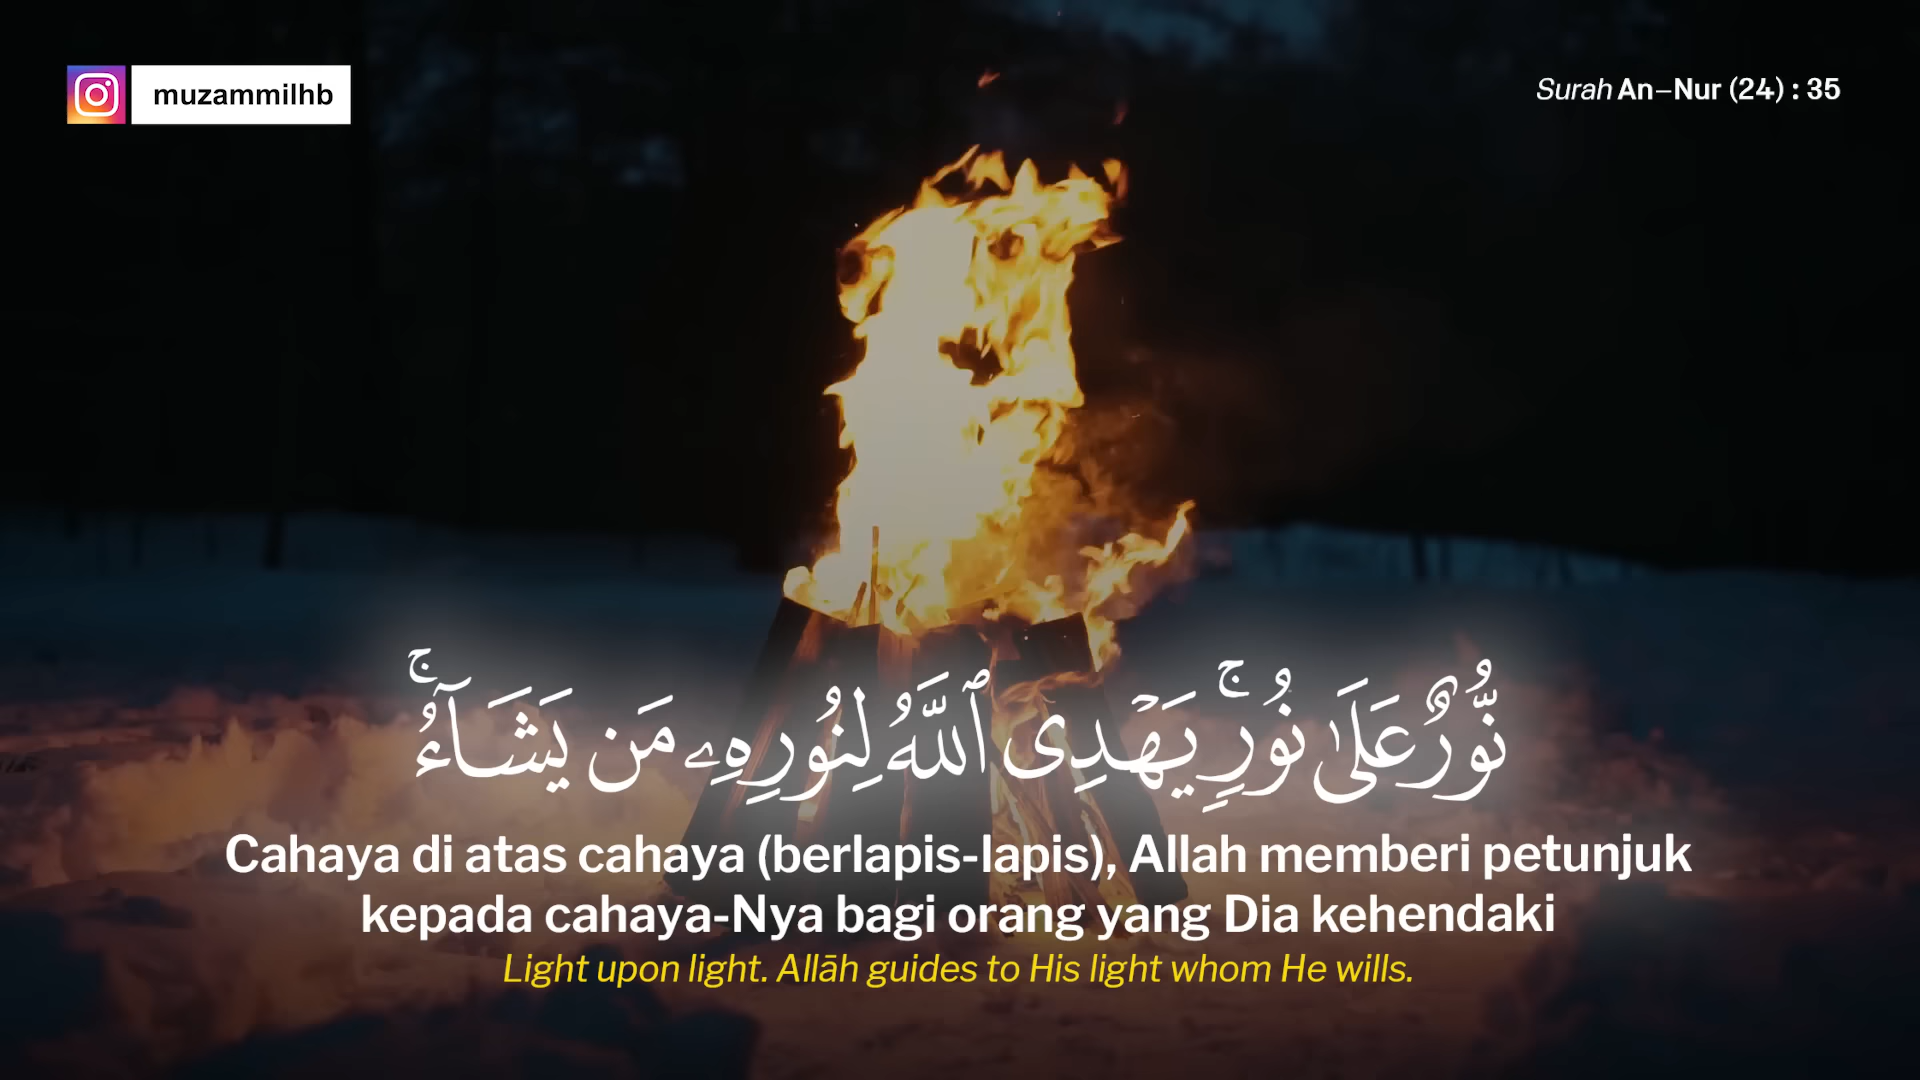 muzammilhb
Surah An–Nur (24) : 35
نُّورٌ عَلَىٰ نُورٍۚ يَهْدِى ٱللَّهُ لِنُورِهِۦ مَن يَشَآءُۚ
Cahaya di atas cahaya (berlapis-lapis), Allah memberi petunjuk
kepada cahaya-Nya bagi orang yang Dia kehendaki
Light upon light. Allāh guides to His light whom He wills.